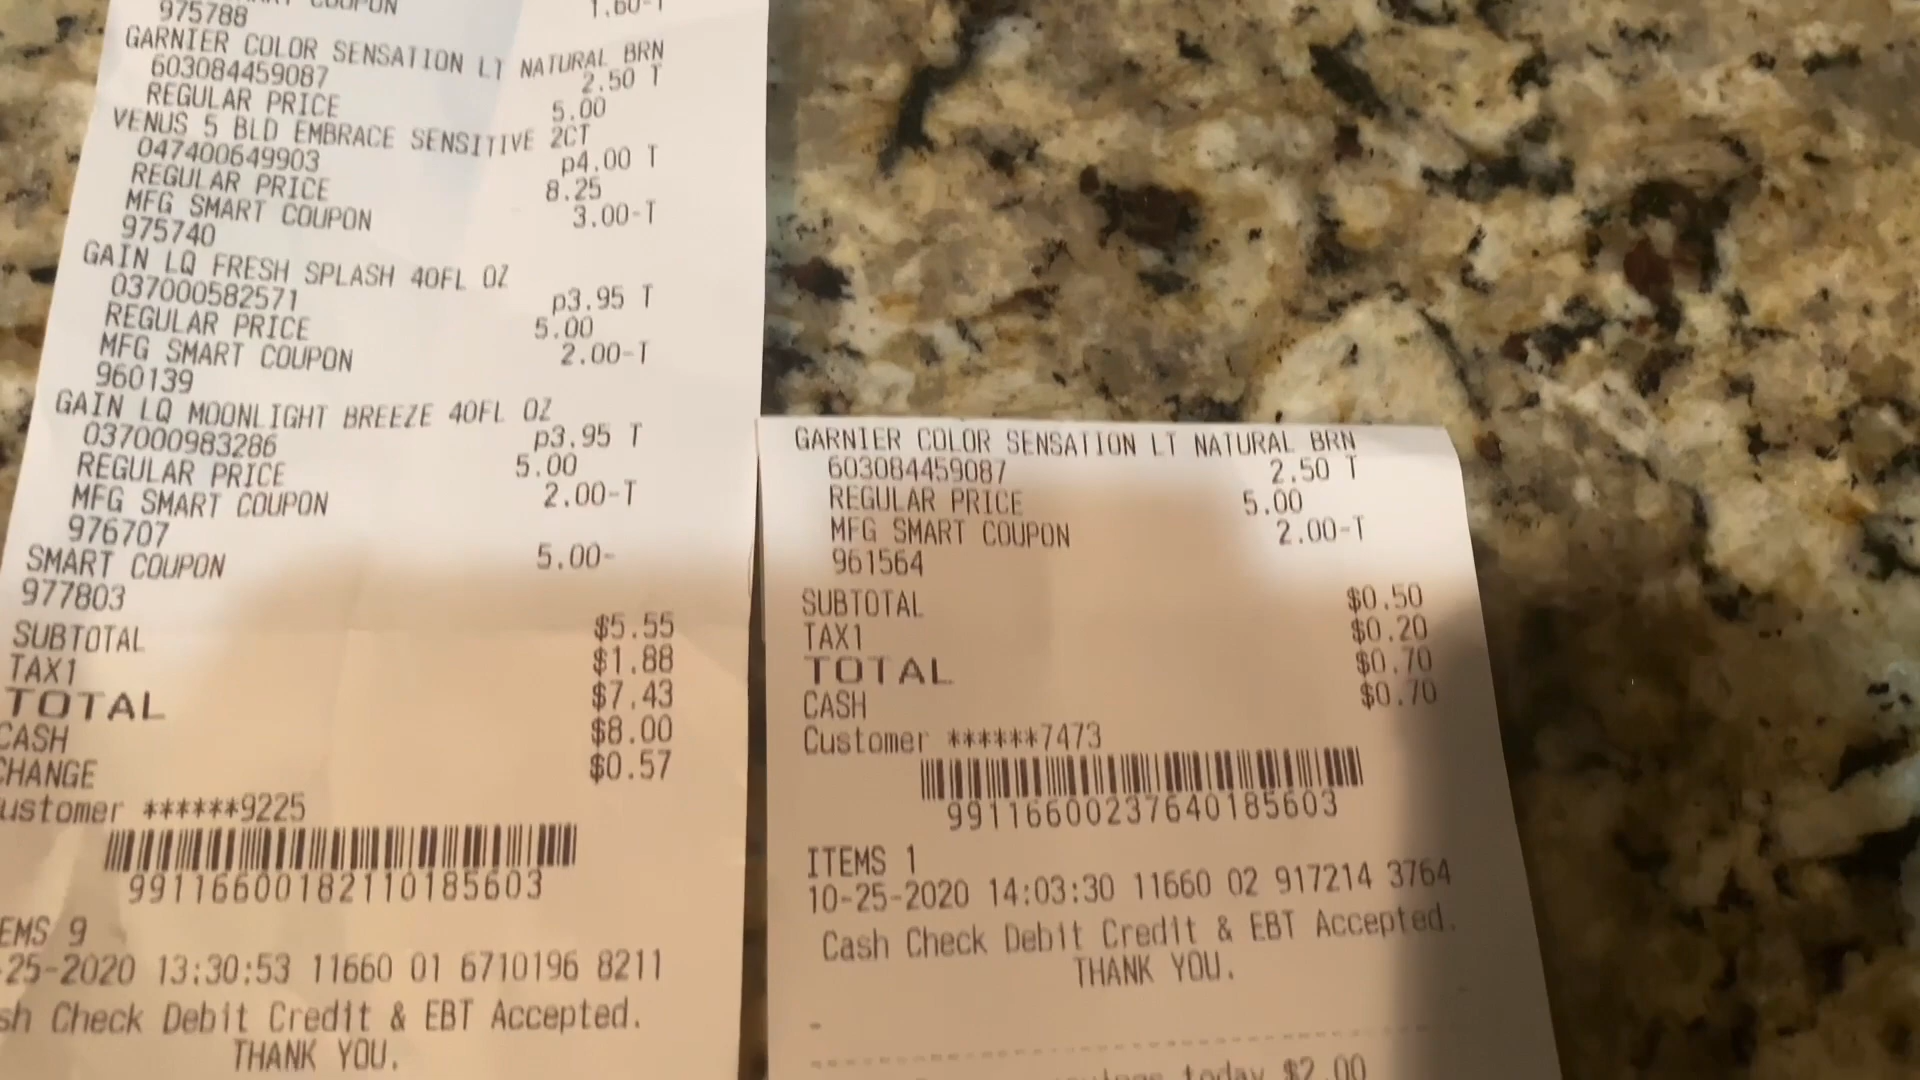 COUPON 1.60-T
975788
GARNIER COLOR SENSATION LT NATURAL BRN
603084459087 2.50 T
REGULAR PRICE 5.00
VENUS 5 BLD EMBRACE SENSITIVE 2CT
047400649903 p4.00 T
REGULAR PRICE 8.25
MFG SMART COUPON 3.00-T
975740
GAIN LQ FRESH SPLASH 40FL OZ
037000582571 p3.95 T
REGULAR PRICE 5.00
MFG SMART COUPON 2.00-T
960139
GAIN LQ MOONLIGHT BREEZE 40FL OZ
037000983286 p3.95 T
REGULAR PRICE 5.00
MFG SMART COUPON 2.00-T
976707
SMART COUPON 5.00-
977803
SUBTOTAL $5.55
TAX1 $1.88
TOTAL $7.43
CASH $8.00
CHANGE $0.57
ustomer ******9225
99116600182110185603
EMS 9
-25-2020 13:30:53 11660 01 6710196 8211
sh Check Debit Credit & EBT Accepted.
THANK YOU.
GARNIER COLOR SENSATION LT NATURAL BRN
603084459087 2.50 T
REGULAR PRICE 5.00
MFG SMART COUPON 2.00-T
961564
SUBTOTAL $0.50
TAX1 $0.20
TOTAL $0.70
CASH $0.70
Customer ******7473
99116600237640185603
ITEMS 1
10-25-2020 14:03:30 11660 02 917214 3764
Cash Check Debit Credit & EBT Accepted.
THANK YOU.
-
today $2.00